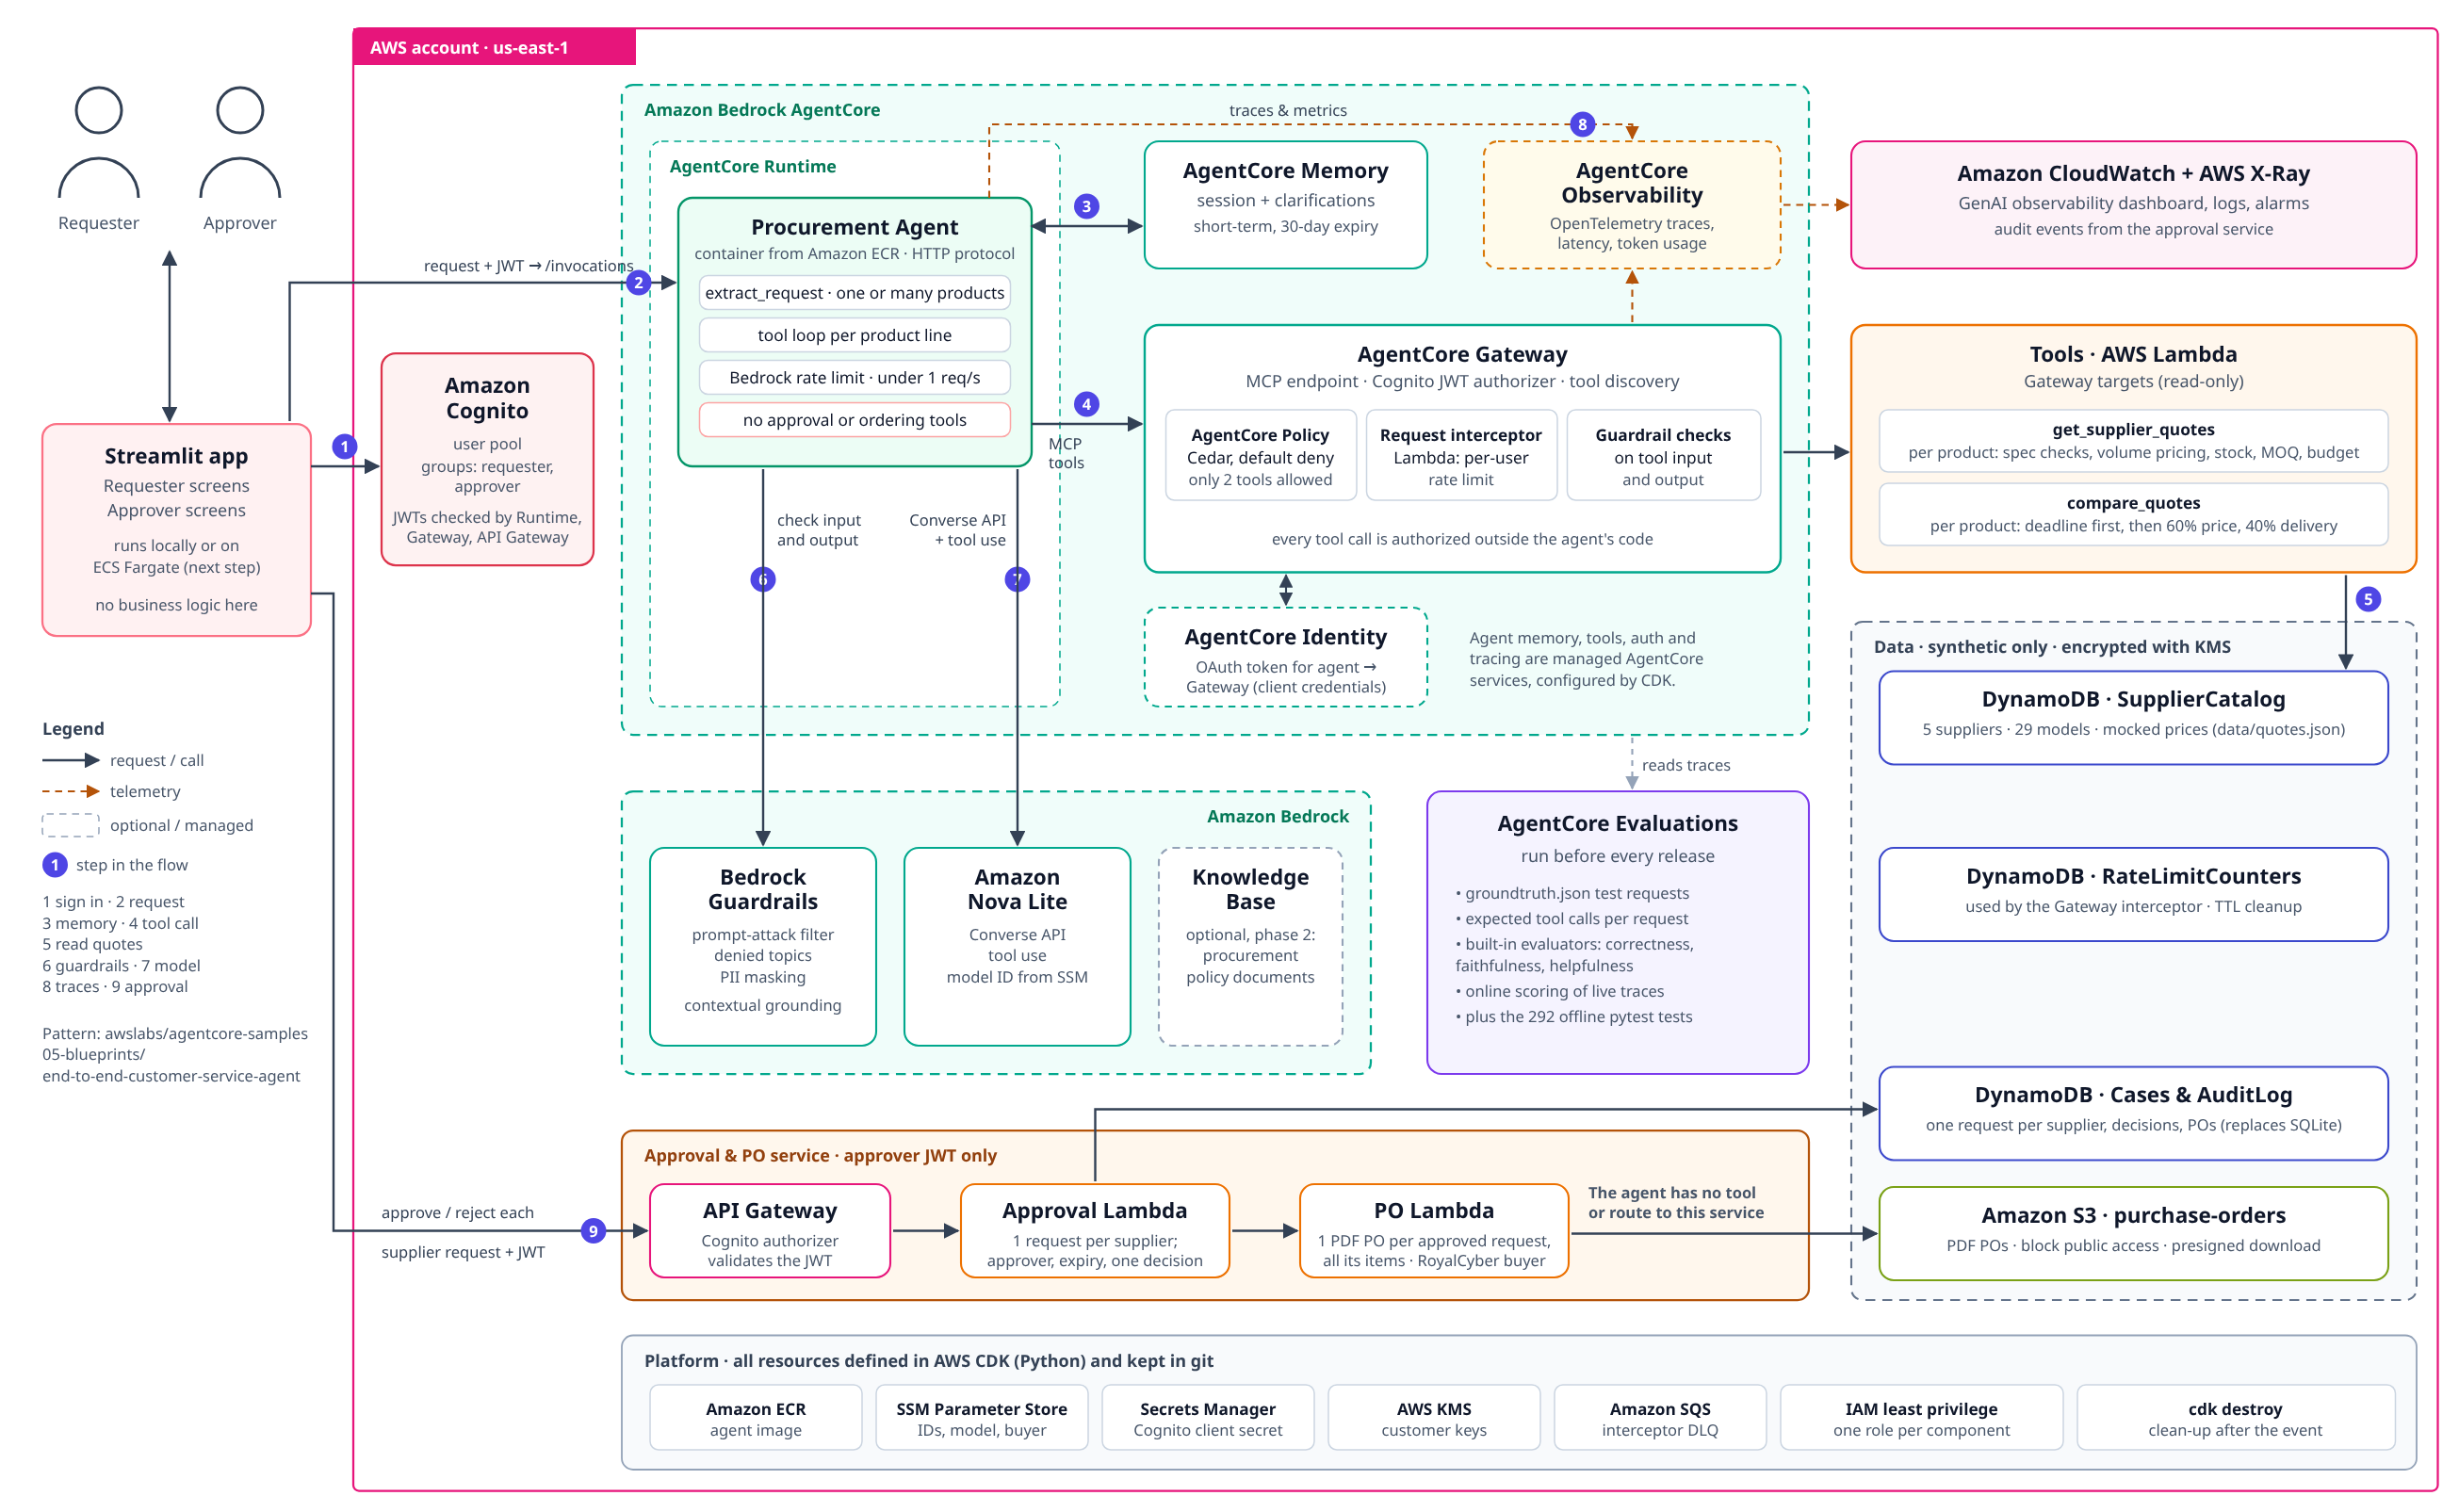 AWS account · us-east-1
Requester
Approver
request + JWT → /invocations
2
Streamlit app
Requester screens
Approver screens
runs locally or on
ECS Fargate (next step)
no business logic here
1
Amazon
Cognito
user pool
groups: requester,
approver
JWTs checked by Runtime,
Gateway, API Gateway
Amazon Bedrock AgentCore
traces & metrics
8
AgentCore Runtime
Procurement Agent
container from Amazon ECR · HTTP protocol
extract_request · one or many products
tool loop per product line
Bedrock rate limit · under 1 req/s
no approval or ordering tools
3
AgentCore Memory
session + clarifications
short-term, 30-day expiry
AgentCore
Observability
OpenTelemetry traces,
latency, token usage
Amazon CloudWatch + AWS X-Ray
GenAI observability dashboard, logs, alarms
audit events from the approval service
4
MCP
tools
AgentCore Gateway
MCP endpoint · Cognito JWT authorizer · tool discovery
AgentCore Policy
Cedar, default deny
only 2 tools allowed
Request interceptor
Lambda: per-user
rate limit
Guardrail checks
on tool input
and output
every tool call is authorized outside the agent's code
Tools · AWS Lambda
Gateway targets (read-only)
get_supplier_quotes
per product: spec checks, volume pricing, stock, MOQ, budget
compare_quotes
per product: deadline first, then 60% price, 40% delivery
5
check input
and output
6
Converse API
+ tool use
7
AgentCore Identity
OAuth token for agent →
Gateway (client credentials)
Agent memory, tools, auth and
tracing are managed AgentCore
services, configured by CDK.
Data · synthetic only · encrypted with KMS
DynamoDB · SupplierCatalog
5 suppliers · 29 models · mocked prices (data/quotes.json)
DynamoDB · RateLimitCounters
used by the Gateway interceptor · TTL cleanup
DynamoDB · Cases & AuditLog
one request per supplier, decisions, POs (replaces SQLite)
Amazon S3 · purchase-orders
PDF POs · block public access · presigned download
Legend
request / call
telemetry
optional / managed
1
step in the flow
1 sign in · 2 request
3 memory · 4 tool call
5 read quotes
6 guardrails · 7 model
8 traces · 9 approval
Pattern: awslabs/agentcore-samples
05-blueprints/
end-to-end-customer-service-agent
Amazon Bedrock
Bedrock
Guardrails
prompt-attack filter
denied topics
PII masking
contextual grounding
Amazon
Nova Lite
Converse API
tool use
model ID from SSM
Knowledge
Base
optional, phase 2:
procurement
policy documents
reads traces
AgentCore Evaluations
run before every release
• groundtruth.json test requests
• expected tool calls per request
• built-in evaluators: correctness,
faithfulness, helpfulness
• online scoring of live traces
• plus the 292 offline pytest tests
approve / reject each
supplier request + JWT
9
Approval & PO service · approver JWT only
API Gateway
Cognito authorizer
validates the JWT
Approval Lambda
1 request per supplier;
approver, expiry, one decision
PO Lambda
1 PDF PO per approved request,
all its items · RoyalCyber buyer
The agent has no tool
or route to this service
Platform · all resources defined in AWS CDK (Python) and kept in git
Amazon ECR
agent image
SSM Parameter Store
IDs, model, buyer
Secrets Manager
Cognito client secret
AWS KMS
customer keys
Amazon SQS
interceptor DLQ
IAM least privilege
one role per component
cdk destroy
clean-up after the event